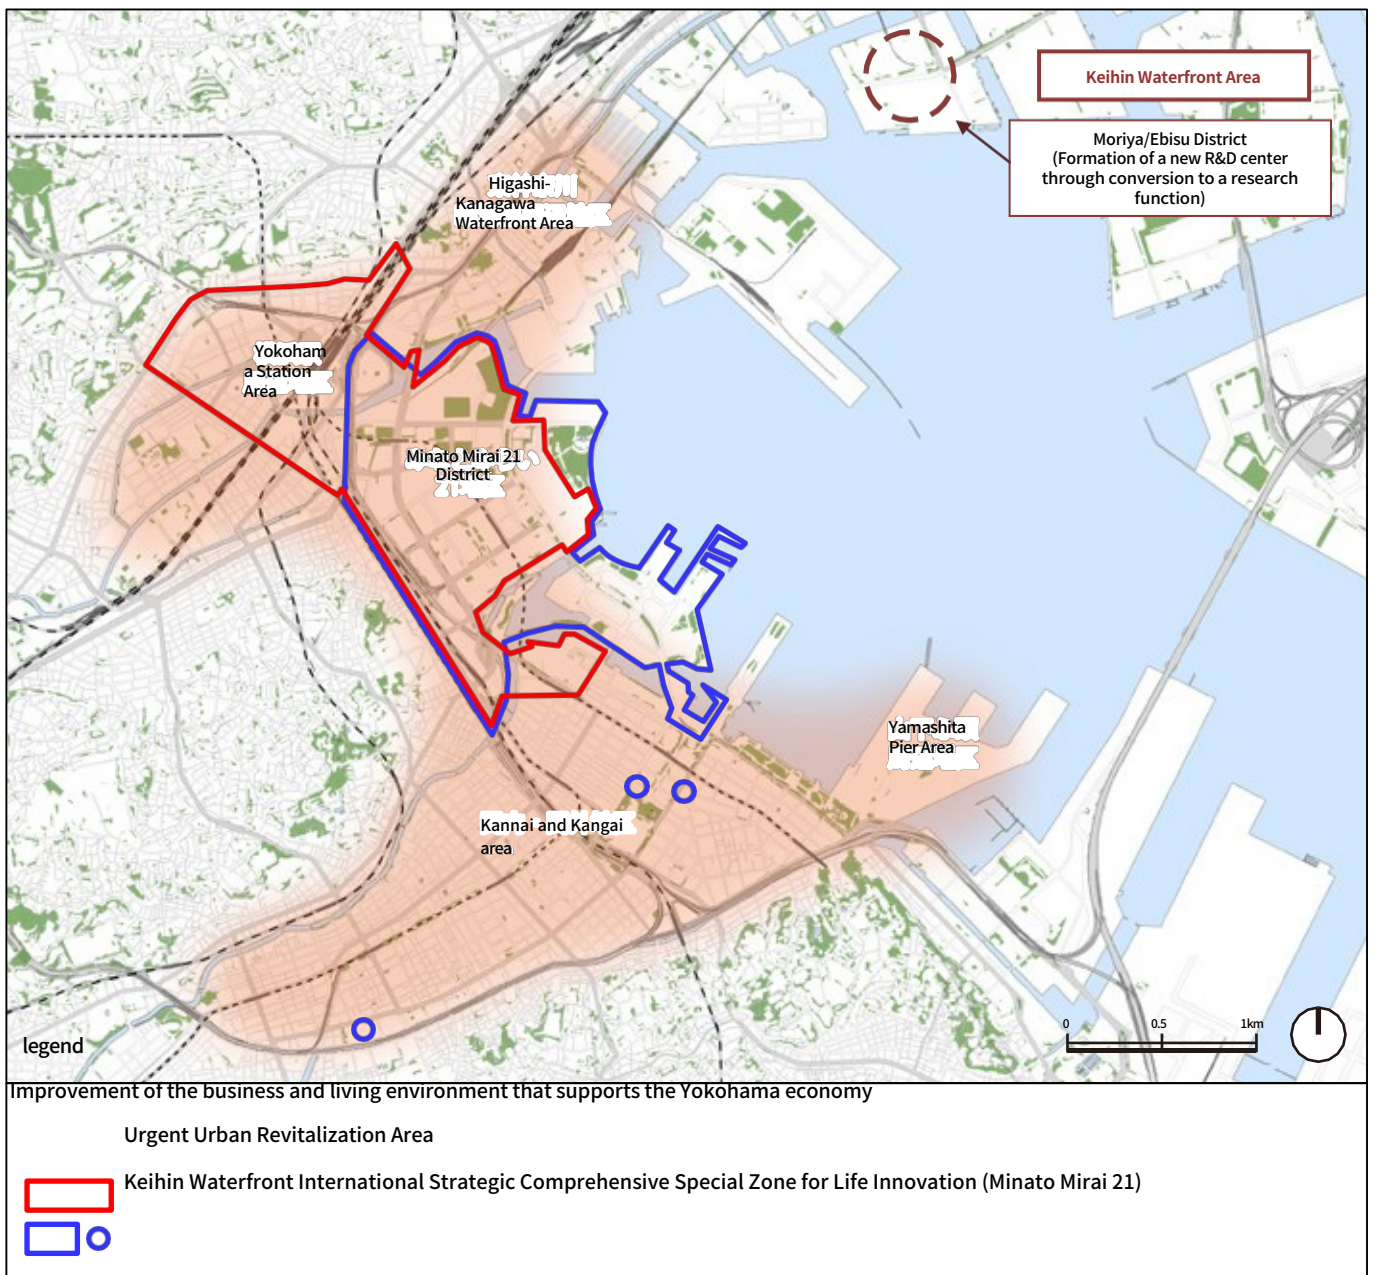 Keihin Waterfront Area
Moriya/Ebisu District
(Formation of a new R&D center
through conversion to a research
function)
Higashi-
Kanagawa
Waterfront Area
Yokoham
a Station
Area
Minato Mirai 21
District
Yamashita
Pier Area
Kannai and Kangai
area
0 0.5 1km
legend
Improvement of the business and living environment that supports the Yokohama economy
Urgent Urban Revitalization Area
Keihin Waterfront International Strategic Comprehensive Special Zone for Life Innovation (Minato Mirai 21)